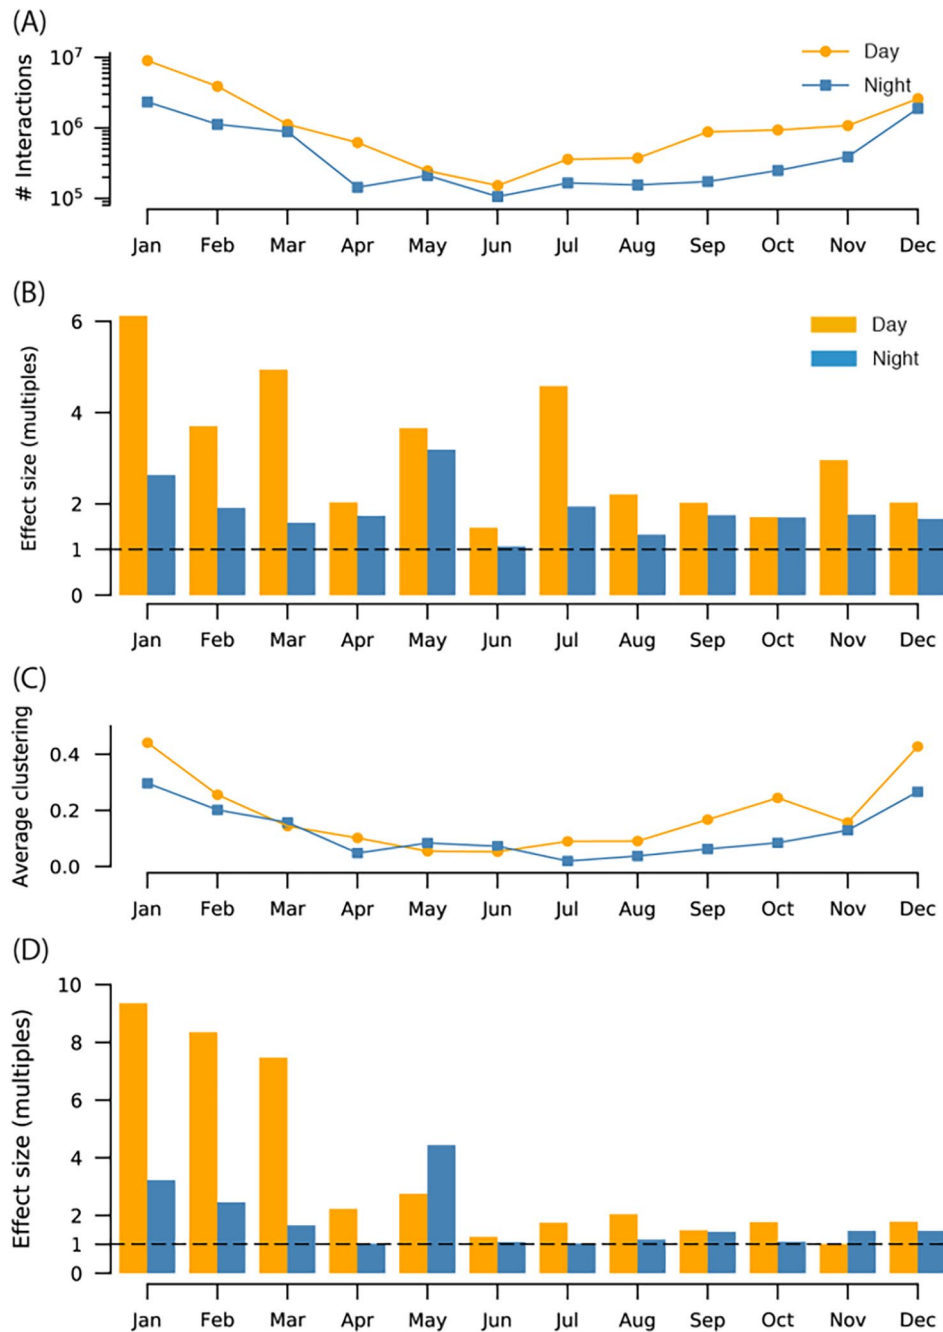 (A)
# Interactions
10⁷
10⁶
10⁵
Day
Night
Jan Feb Mar Apr May Jun Jul Aug Sep Oct Nov Dec
(B)
Effect size (multiples)
6
4
2
1
0
Day
Night
Jan Feb Mar Apr May Jun Jul Aug Sep Oct Nov Dec
(C)
Average clustering
0.4
0.2
0.0
Jan Feb Mar Apr May Jun Jul Aug Sep Oct Nov Dec
(D)
Effect size (multiples)
10
8
6
4
2
1
0
Jan Feb Mar Apr May Jun Jul Aug Sep Oct Nov Dec